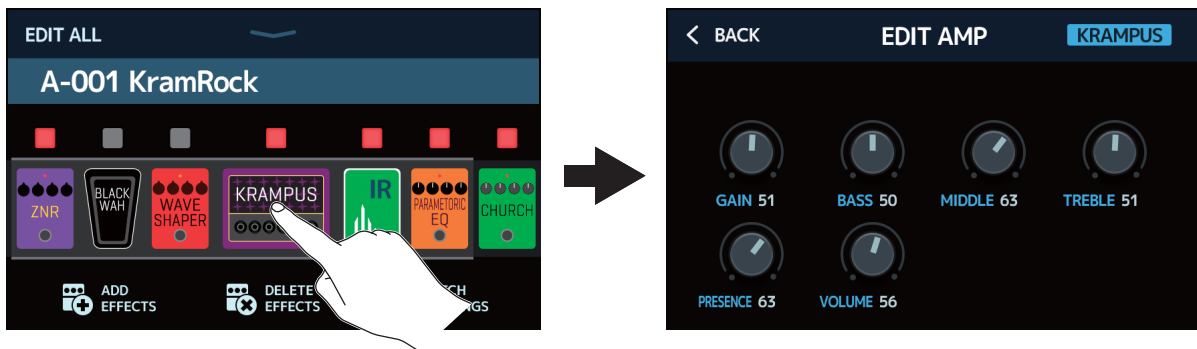 EDIT ALL
A-001 KramRock
ZNR
BLACK
WAH
WAVE
SHAPER
KRAMPUS
IR
PARAMETORIC
EQ
CHURCH
ADD
EFFECTS
DELETE
EFFECTS
BACK
EDIT AMP
KRAMPUS
GAIN 51
BASS 50
MIDDLE 63
TREBLE 51
PRESENCE 63
VOLUME 56